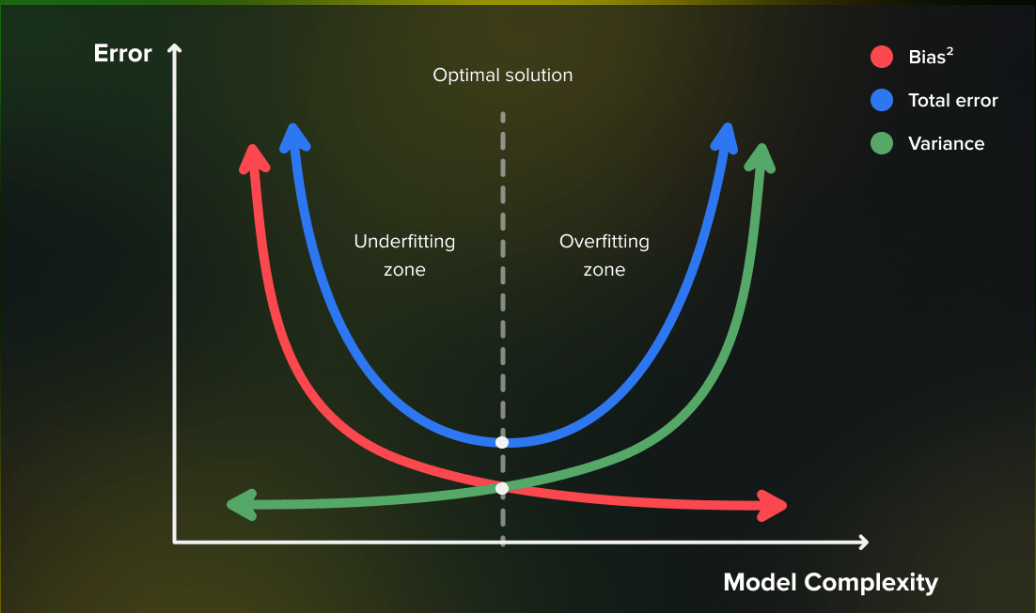 Error
Optimal solution
Bias²
Total error
Variance
Underfitting
zone
Overfitting
zone
Model Complexity